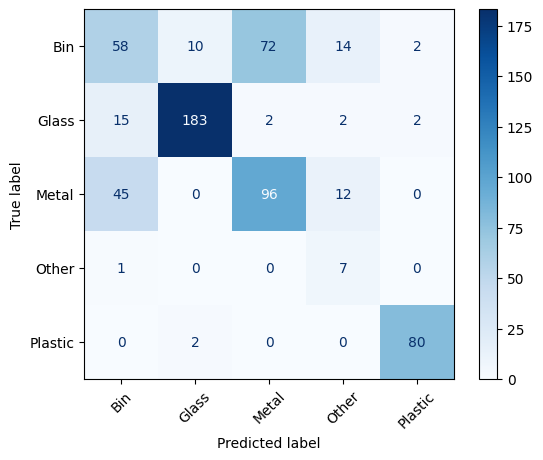 Bin 58 10 72 14 2
Glass 15 183 2 2 2
Metal 45 0 96 12 0
Other 1 0 0 7 0
Plastic 0 2 0 0 80
Bin Glass Metal Other Plastic
Predicted label
True label
175
150
125
100
75
50
25
0